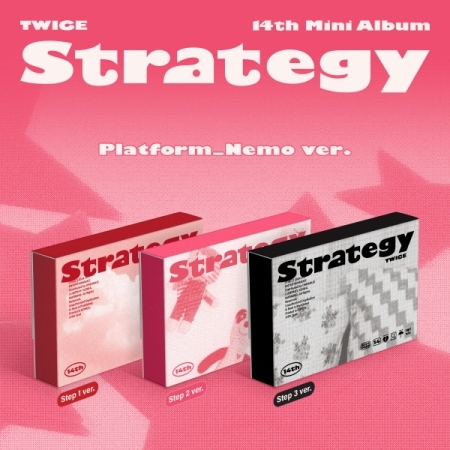 TWICE
14th Mini Album
Strategy
Platform_Nemo ver.
Strategy
14th
Step 1 ver.
Strategy
14th
Step 2 ver.
Strategy
TWICE
14th
Step 3 ver.